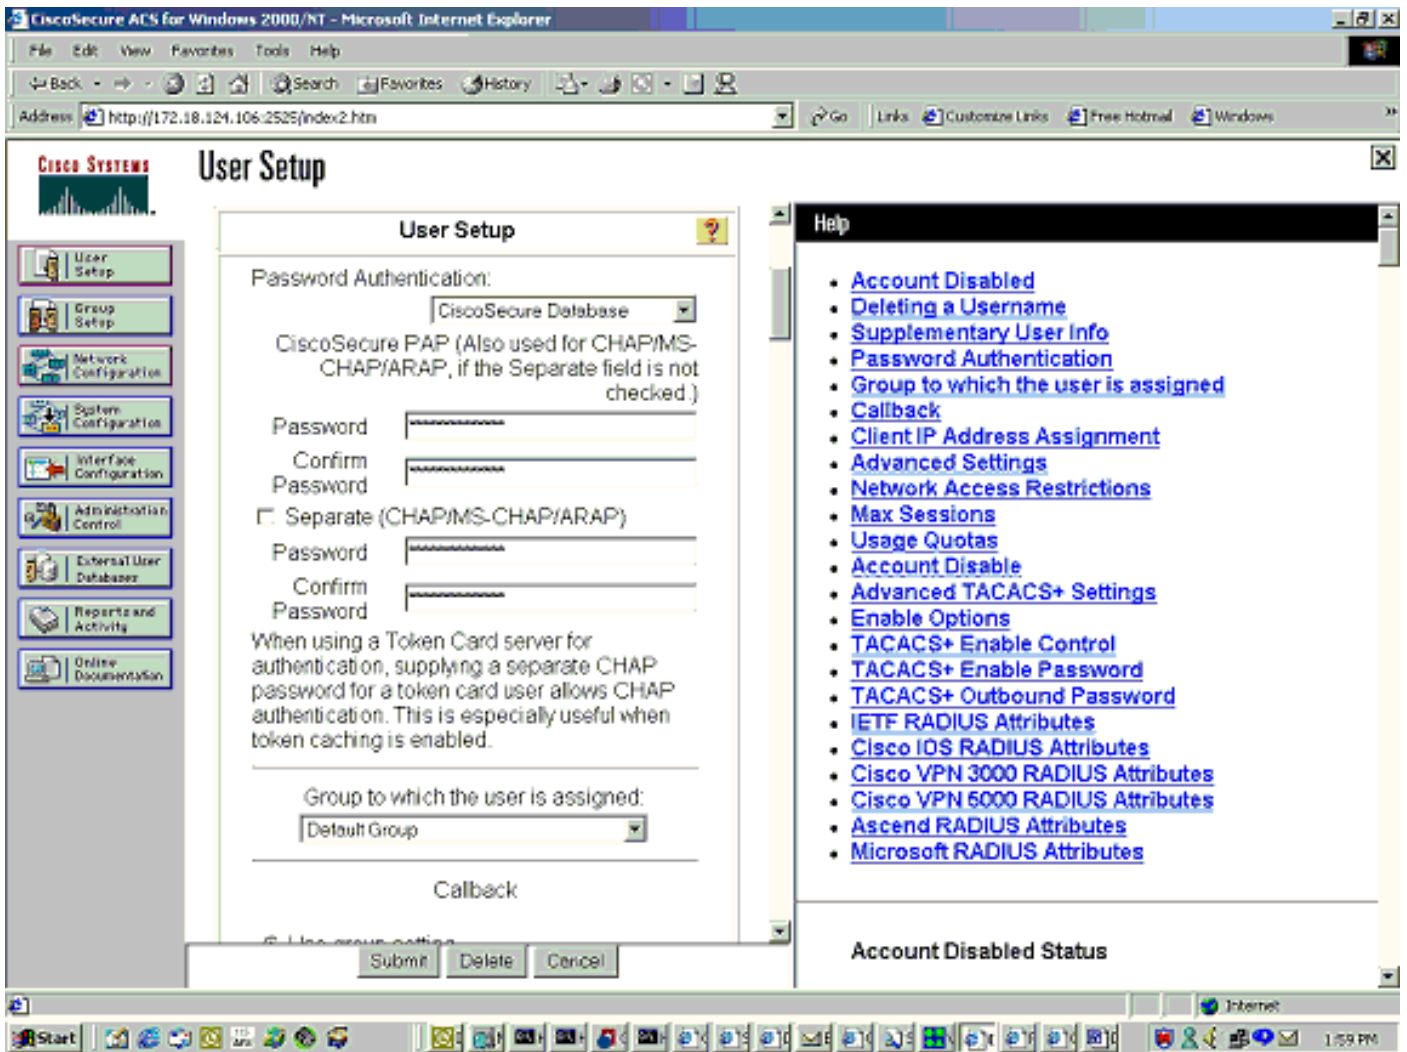 CiscoSecure ACS for Windows 2000/NT - Microsoft Internet Explorer
File Edit View Favorites Tools Help
Back Search Favorites History
Address http://172.18.124.106:2525/index2.htm Go Links Customize Links Free Hotmail Windows
CISCO SYSTEMS
User Setup
User Setup
Group Setup
Network Configuration
System Configuration
Interface Configuration
Administration Control
External User Databases
Reports and Activity
Online Documentation
User Setup
Password Authentication:
CiscoSecure Database
CiscoSecure PAP (Also used for CHAP/MS-
CHAP/ARAP, if the Separate field is not
checked.)
Password
Confirm
Password
Separate (CHAP/MS-CHAP/ARAP)
Password
Confirm
Password
When using a Token Card server for
authentication, supplying a separate CHAP
password for a token card user allows CHAP
authentication. This is especially useful when
token caching is enabled.
Group to which the user is assigned:
Default Group
Callback
Use group setting
Submit Delete Cancel
Help
Account Disabled
Deleting a Username
Supplementary User Info
Password Authentication
Group to which the user is assigned
Callback
Client IP Address Assignment
Advanced Settings
Network Access Restrictions
Max Sessions
Usage Quotas
Account Disable
Advanced TACACS+ Settings
Enable Options
TACACS+ Enable Control
TACACS+ Enable Password
TACACS+ Outbound Password
IETF RADIUS Attributes
Cisco IOS RADIUS Attributes
Cisco VPN 3000 RADIUS Attributes
Cisco VPN 5000 RADIUS Attributes
Ascend RADIUS Attributes
Microsoft RADIUS Attributes
Account Disabled Status
Internet
Start 1:59 PM